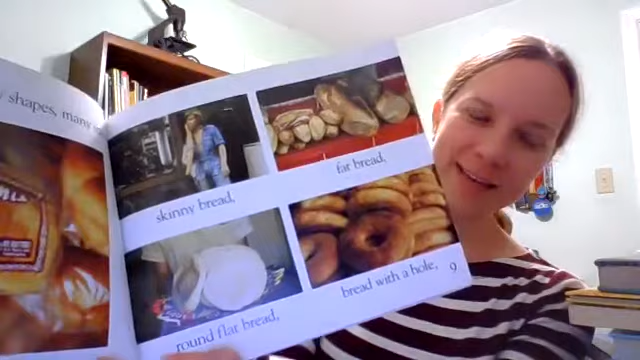 shapes, many
skinny bread,
fat bread,
round flat bread,
bread with a hole,
9